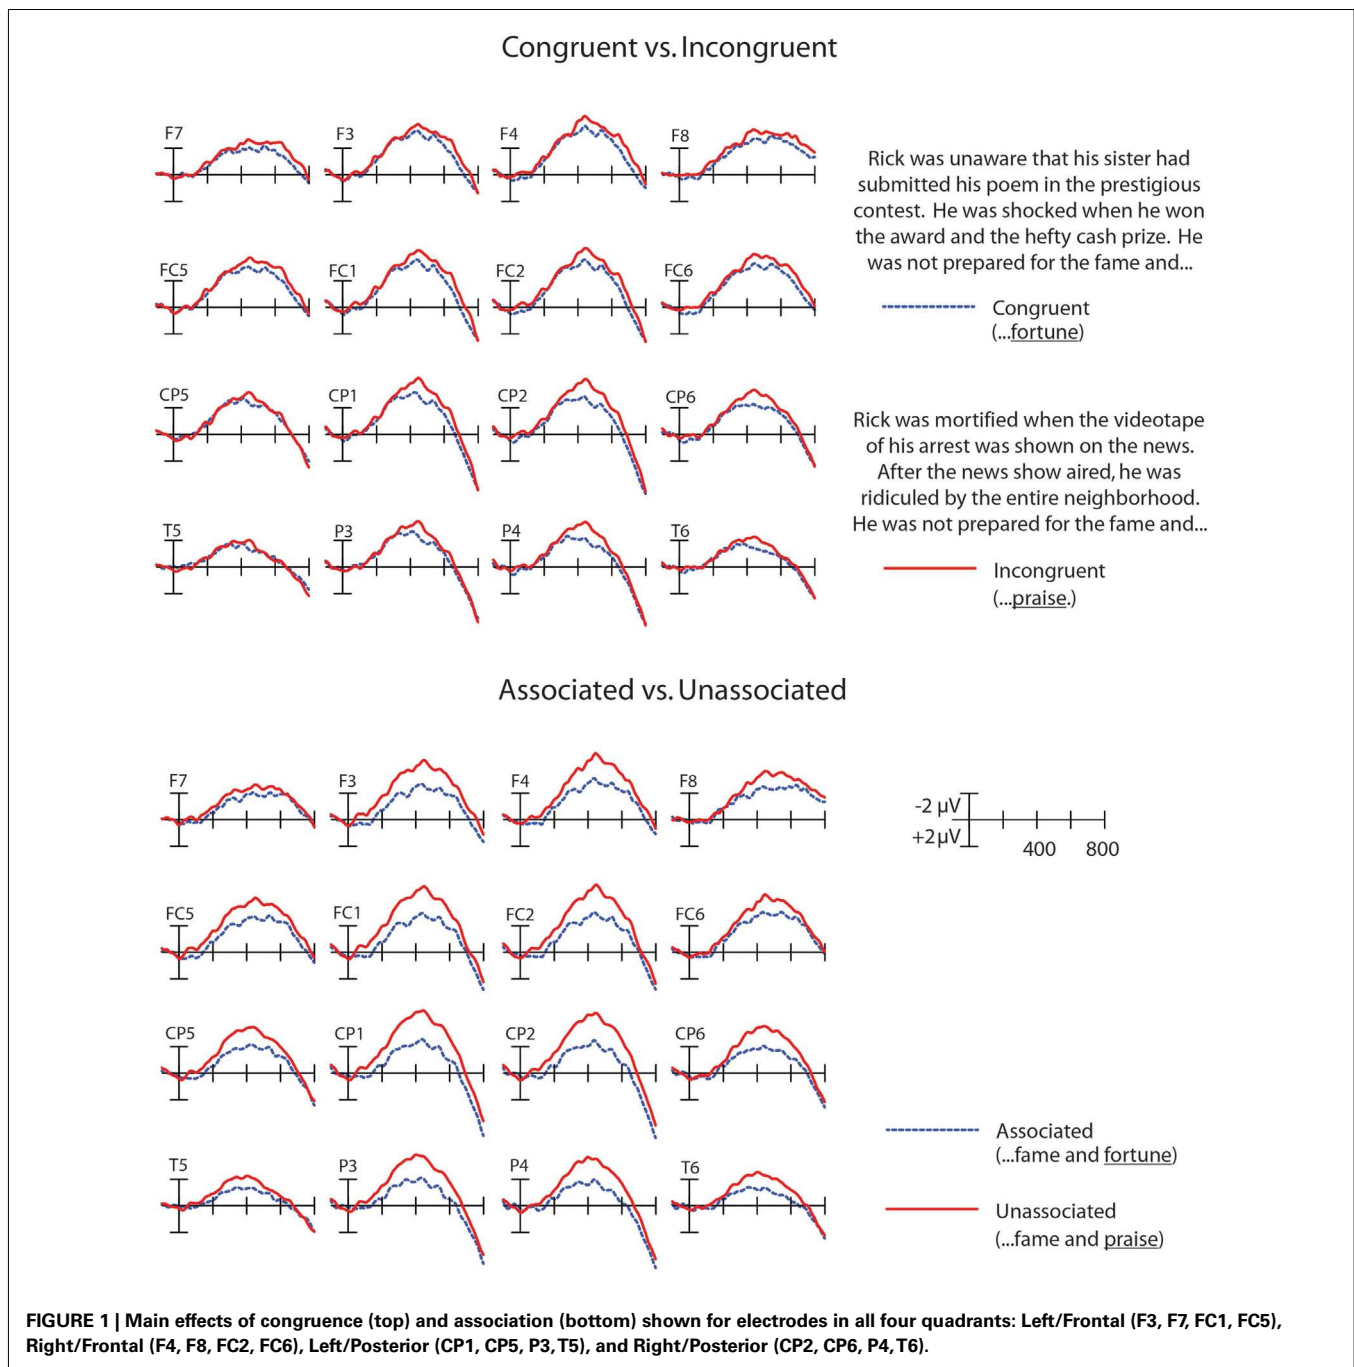 Congruent vs. Incongruent
F7
F3
F4
F8
FC5
FC1
FC2
FC6
CP5
CP1
CP2
CP6
T5
P3
P4
T6
Rick was unaware that his sister had
submitted his poem in the prestigious
contest. He was shocked when he won
the award and the hefty cash prize. He
was not prepared for the fame and...
Congruent
(...fortune)
Rick was mortified when the videotape
of his arrest was shown on the news.
After the news show aired, he was
ridiculed by the entire neighborhood.
He was not prepared for the fame and...
Incongruent
(...praise.)
Associated vs. Unassociated
F7
F3
F4
F8
FC5
FC1
FC2
FC6
CP5
CP1
CP2
CP6
T5
P3
P4
T6
-2 µV
+2µV
400 800
Associated
(...fame and fortune)
Unassociated
(...fame and praise)
FIGURE 1 | Main effects of congruence (top) and association (bottom) shown for electrodes in all four quadrants: Left/Frontal (F3, F7, FC1, FC5),
Right/Frontal (F4, F8, FC2, FC6), Left/Posterior (CP1, CP5, P3, T5), and Right/Posterior (CP2, CP6, P4, T6).